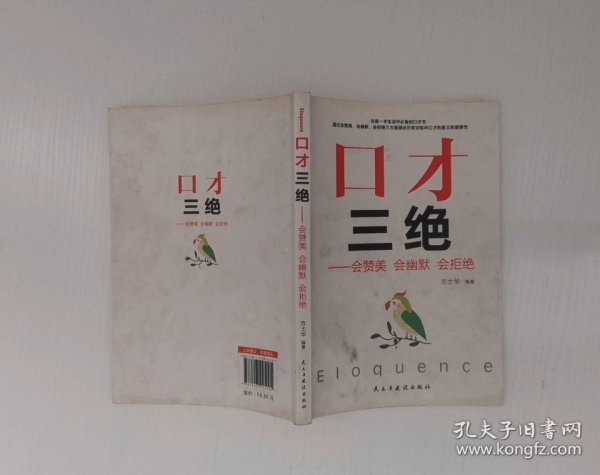 口才
三绝
——会赞美 会幽默 会拒绝
Eloquence
口才三绝——会赞美 会幽默 会拒绝
方士华 编著
口才
三绝
——会赞美 会幽默 会拒绝
方士华 编著
Eloquence
民主与建设出版社
孔夫子旧书网
www.kongfz.com